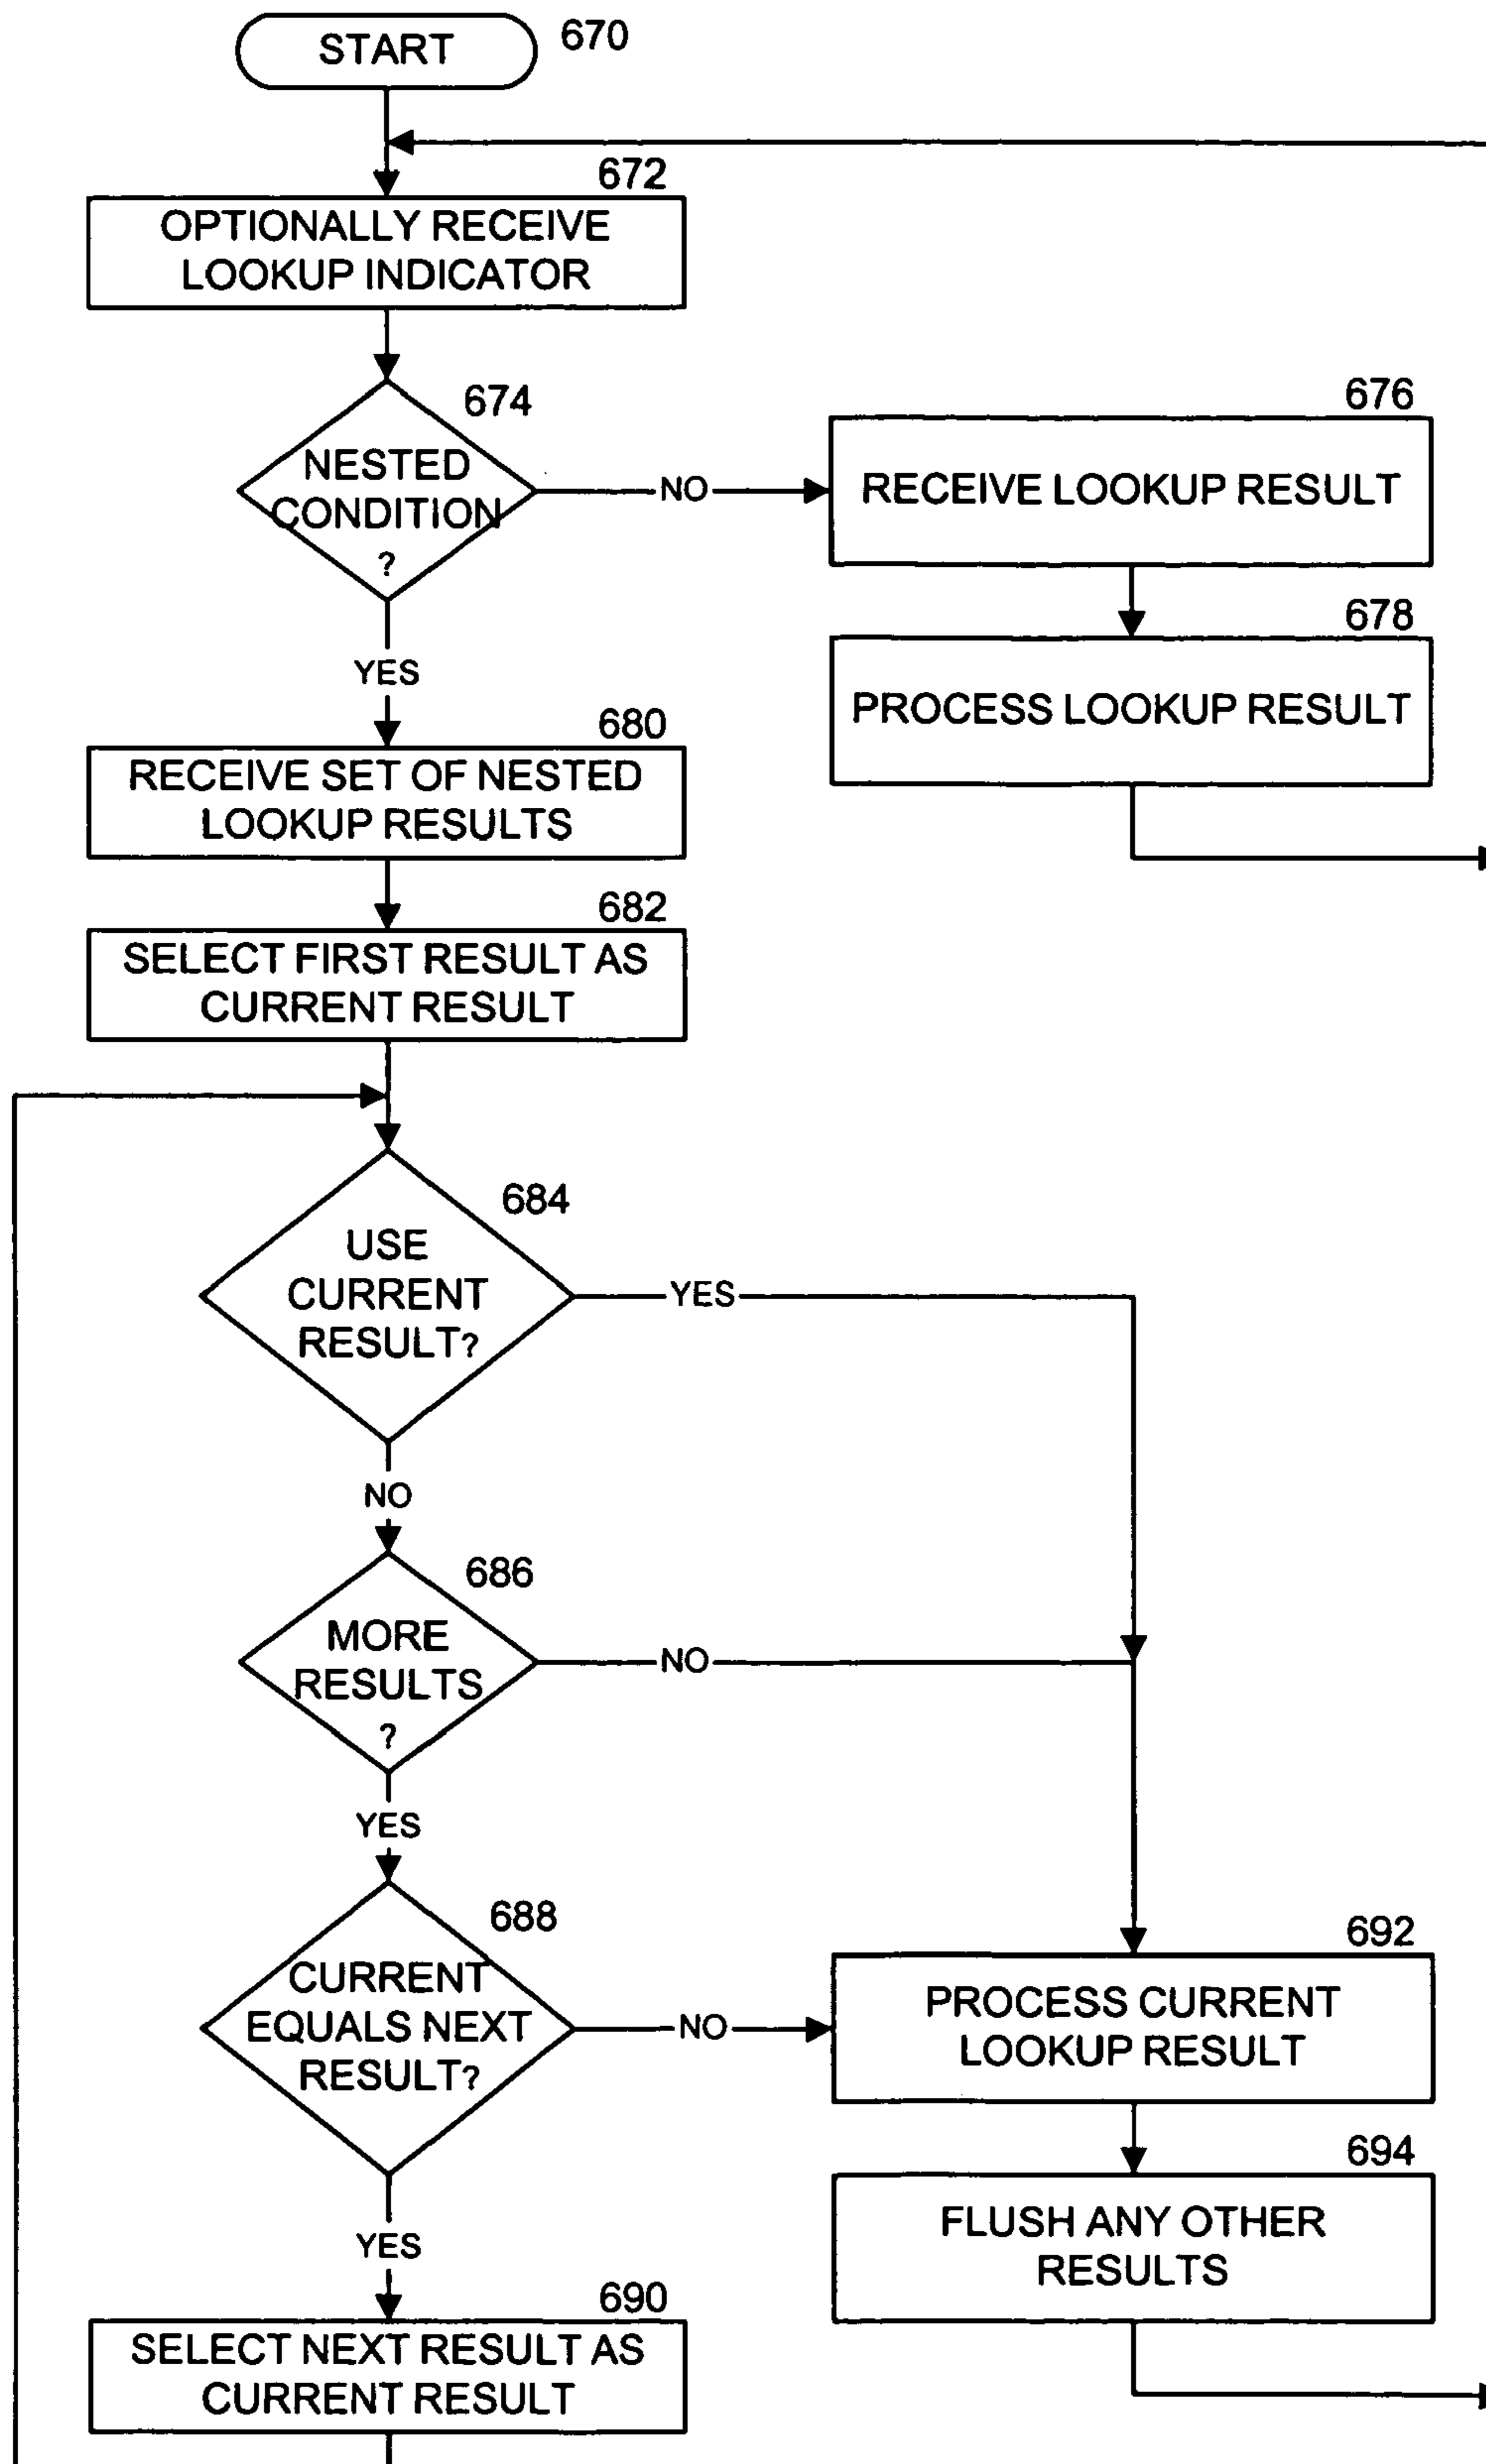 START
670
672
OPTIONALLY RECEIVE
LOOKUP INDICATOR
674
NESTED
CONDITION
?
NO
676
RECEIVE LOOKUP RESULT
678
PROCESS LOOKUP RESULT
YES
680
RECEIVE SET OF NESTED
LOOKUP RESULTS
682
SELECT FIRST RESULT AS
CURRENT RESULT
684
USE
CURRENT
RESULT?
YES
NO
686
MORE
RESULTS
?
NO
YES
688
CURRENT
EQUALS NEXT
RESULT?
NO
692
PROCESS CURRENT
LOOKUP RESULT
694
FLUSH ANY OTHER
RESULTS
YES
690
SELECT NEXT RESULT AS
CURRENT RESULT